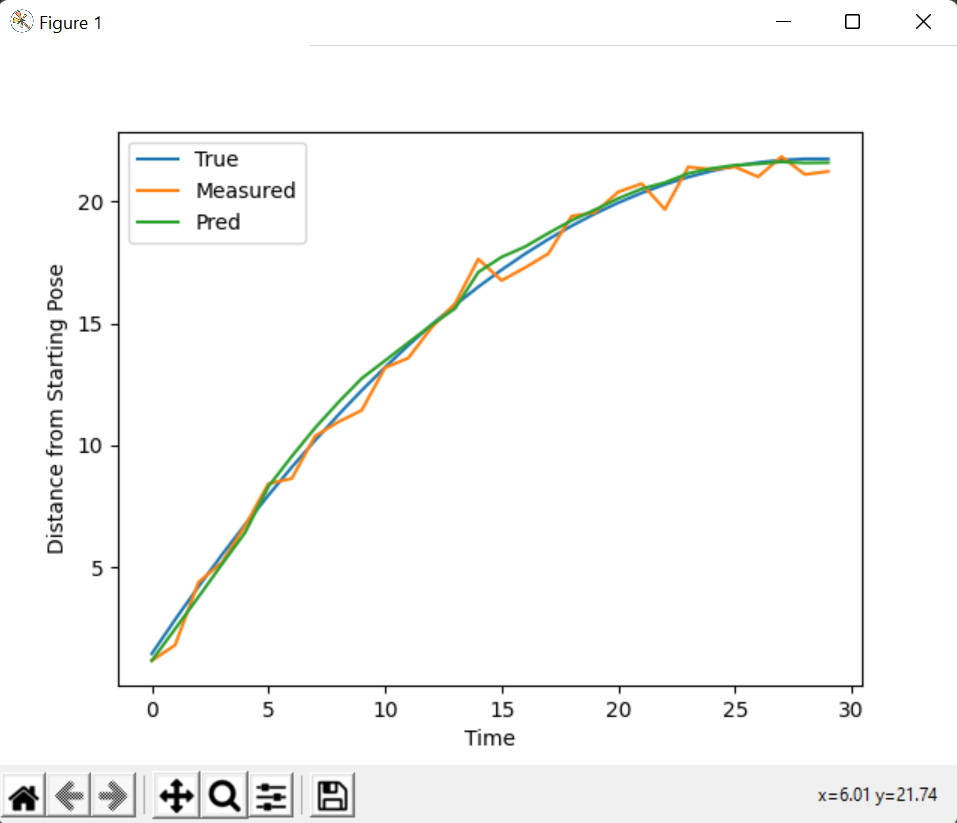 Figure 1
True
Measured
Pred
Distance from Starting Pose
20
15
10
5
0 5 10 15 20 25 30
Time
x=6.01 y=21.74